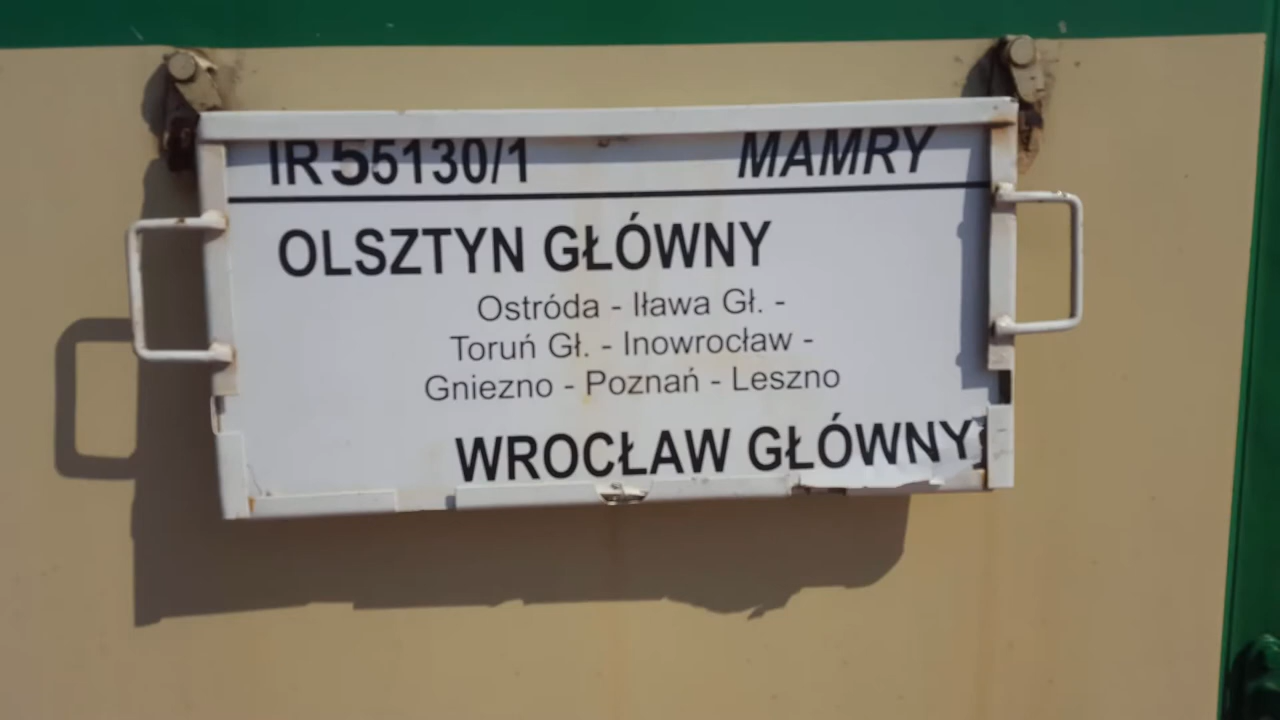 IR 55130/1 MAMRY
OLSZTYN GŁÓWNY
Ostróda - Iława Gł. -
Toruń Gł. - Inowrocław -
Gniezno - Poznań - Leszno
WROCŁAW GŁÓWNY